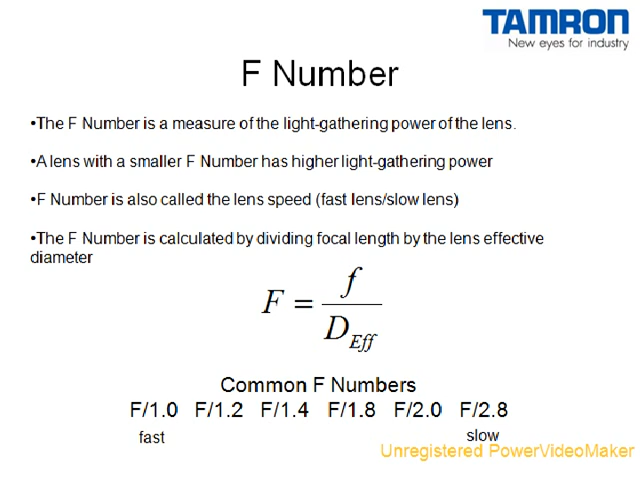 TAMRON
New eyes for industry
F Number
•The F Number is a measure of the light-gathering power of the lens.
•A lens with a smaller F Number has higher light-gathering power
•F Number is also called the lens speed (fast lens/slow lens)
•The F Number is calculated by dividing focal length by the lens effective
diameter
F = f / D_Eff
Common F Numbers
F/1.0 F/1.2 F/1.4 F/1.8 F/2.0 F/2.8
fast slow
Unregistered PowerVideoMaker